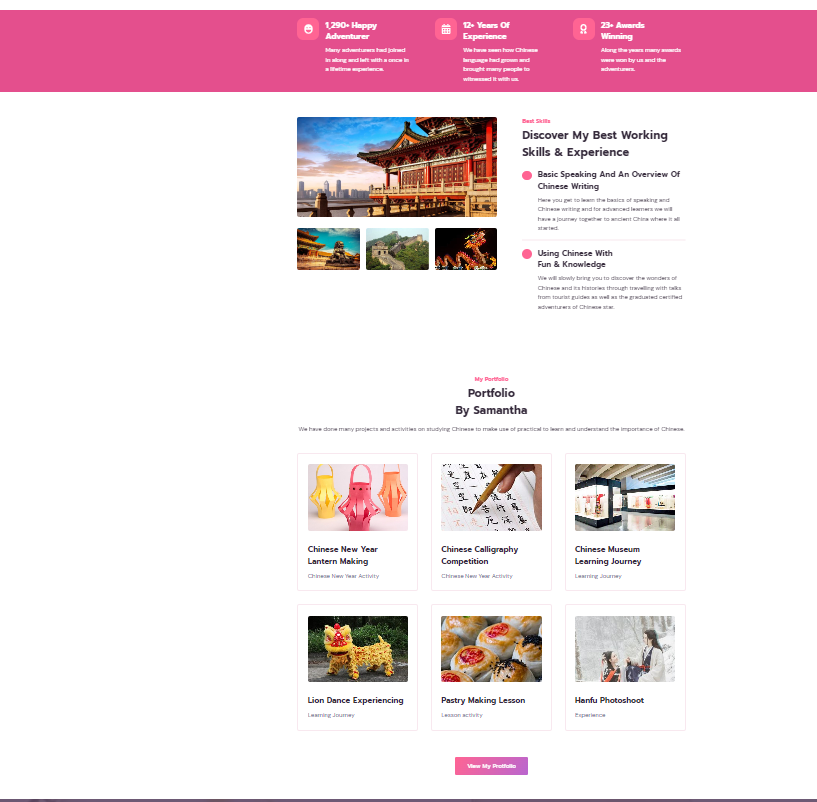 1,290+ Happy
Adventurer
Many adventurers had joined
in along and left with a once in
a lifetime experience.
12+ Years Of
Experience
We have seen how Chinese
language had grown and
brought many people to
witnessed it with us.
23+ Awards
Winning
Along the years many awards
were won by us and the
adventurers.
Best Skills
Discover My Best Working
Skills & Experience
Basic Speaking And An Overview Of
Chinese Writing
Here you get to learn the basics of speaking and
Chinese writing and for advanced learners we will
have a journey together to ancient China where it all
started.
Using Chinese With
Fun & Knowledge
We will slowly bring you to discover the wonders of
Chinese and its histories through travelling with talks
from tourist guides as well as the graduated certified
adventurers of Chinese star.
My Portfolio
Portfolio
By Samantha
We have done many projects and activities on studying Chinese to make use of practical to learn and understand the importance of Chinese.
Chinese New Year
Lantern Making
Chinese New Year Activity
Chinese Calligraphy
Competition
Chinese New Year Activity
Chinese Museum
Learning Journey
Learning Journey
Lion Dance Experiencing
Learning Journey
Pastry Making Lesson
Lesson activity
Hanfu Photoshoot
Experience
View My Protfolio